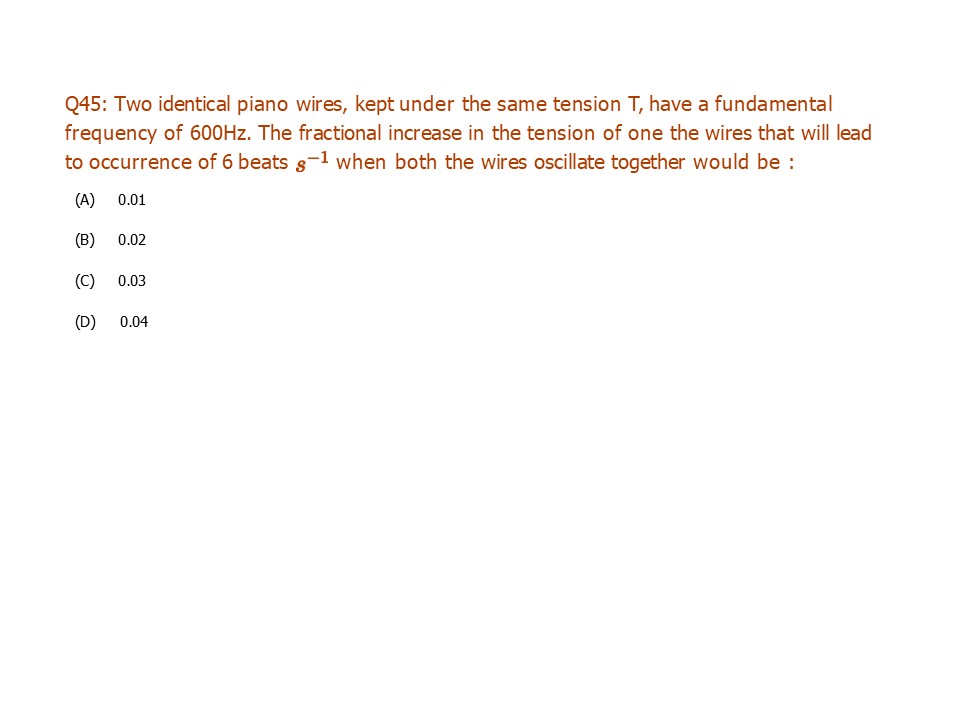 Q45: Two identical piano wires, kept under the same tension T, have a fundamental
frequency of 600Hz. The fractional increase in the tension of one the wires that will lead
to occurrence of 6 beats s⁻¹ when both the wires oscillate together would be :
(A) 0.01
(B) 0.02
(C) 0.03
(D) 0.04